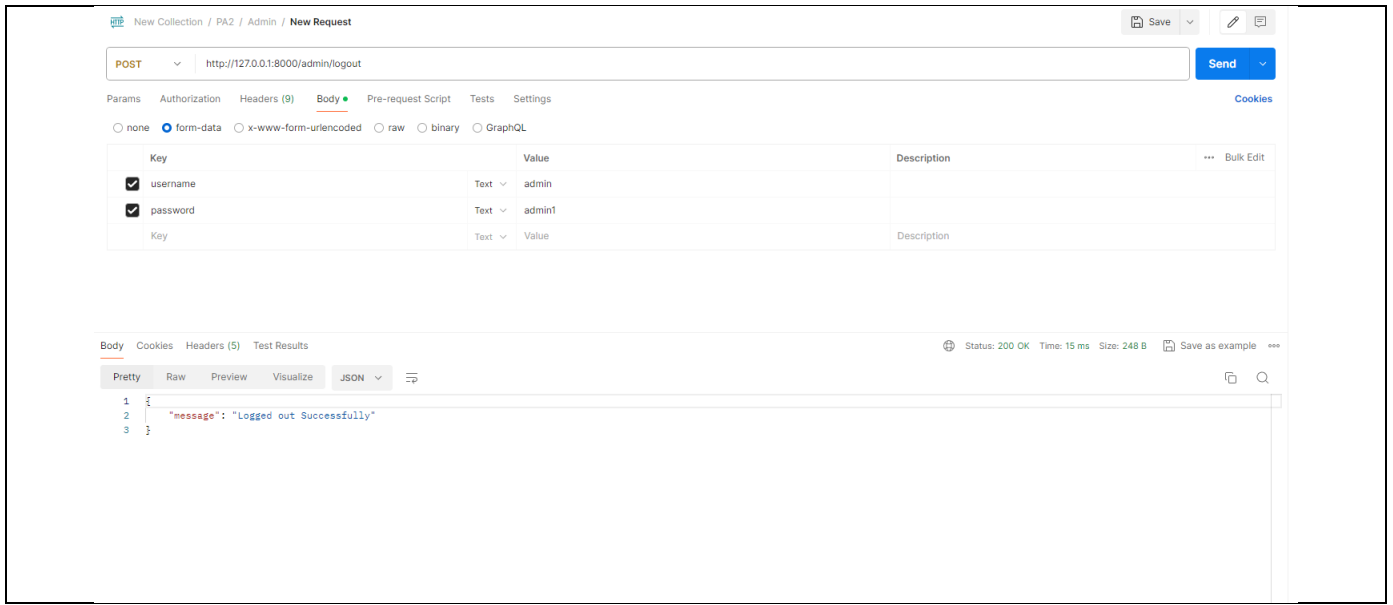 HTTP New Collection / PA2 / Admin / New Request Save
POST http://127.0.0.1:8000/admin/logout Send
Params Authorization Headers (9) Body Pre-request Script Tests Settings Cookies
none form-data x-www-form-urlencoded raw binary GraphQL
Key Value Description Bulk Edit
username Text admin
password Text admin1
Key Text Value Description
Body Cookies Headers (5) Test Results Status: 200 OK Time: 15 ms Size: 248 B Save as example
Pretty Raw Preview Visualize JSON
1 {
2 "message": "Logged out Successfully"
3 }